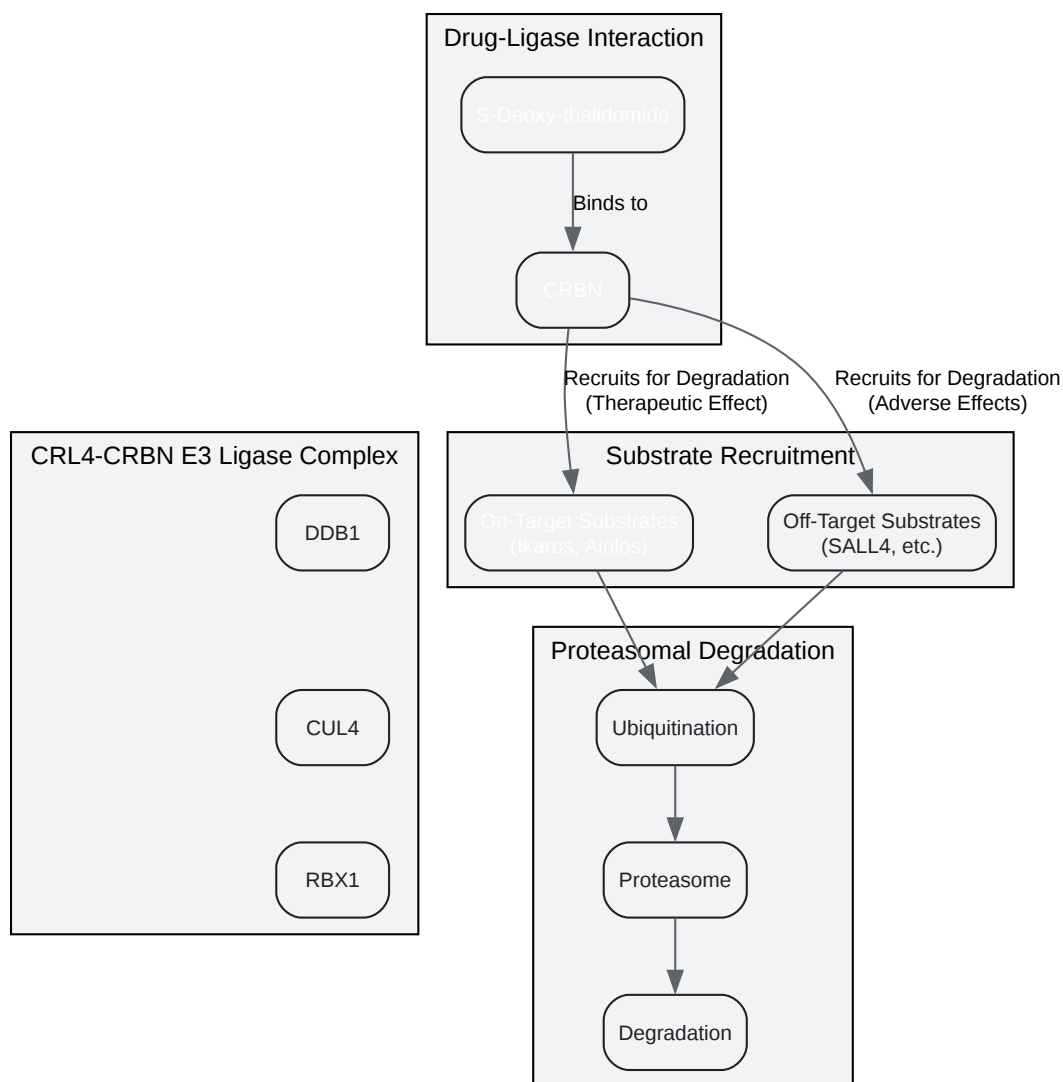 Drug-Ligase Interaction
S-Deoxy-thalidomide
Binds to
CRBN
Recruits for Degradation
(Therapeutic Effect)
Recruits for Degradation
(Adverse Effects)
CRL4-CRBN E3 Ligase Complex
DDB1
CUL4
RBX1
Substrate Recruitment
On-Target Substrates
(Ikaros, Aiolos)
Off-Target Substrates
(SALL4, etc.)
Proteasomal Degradation
Ubiquitination
Proteasome
Degradation